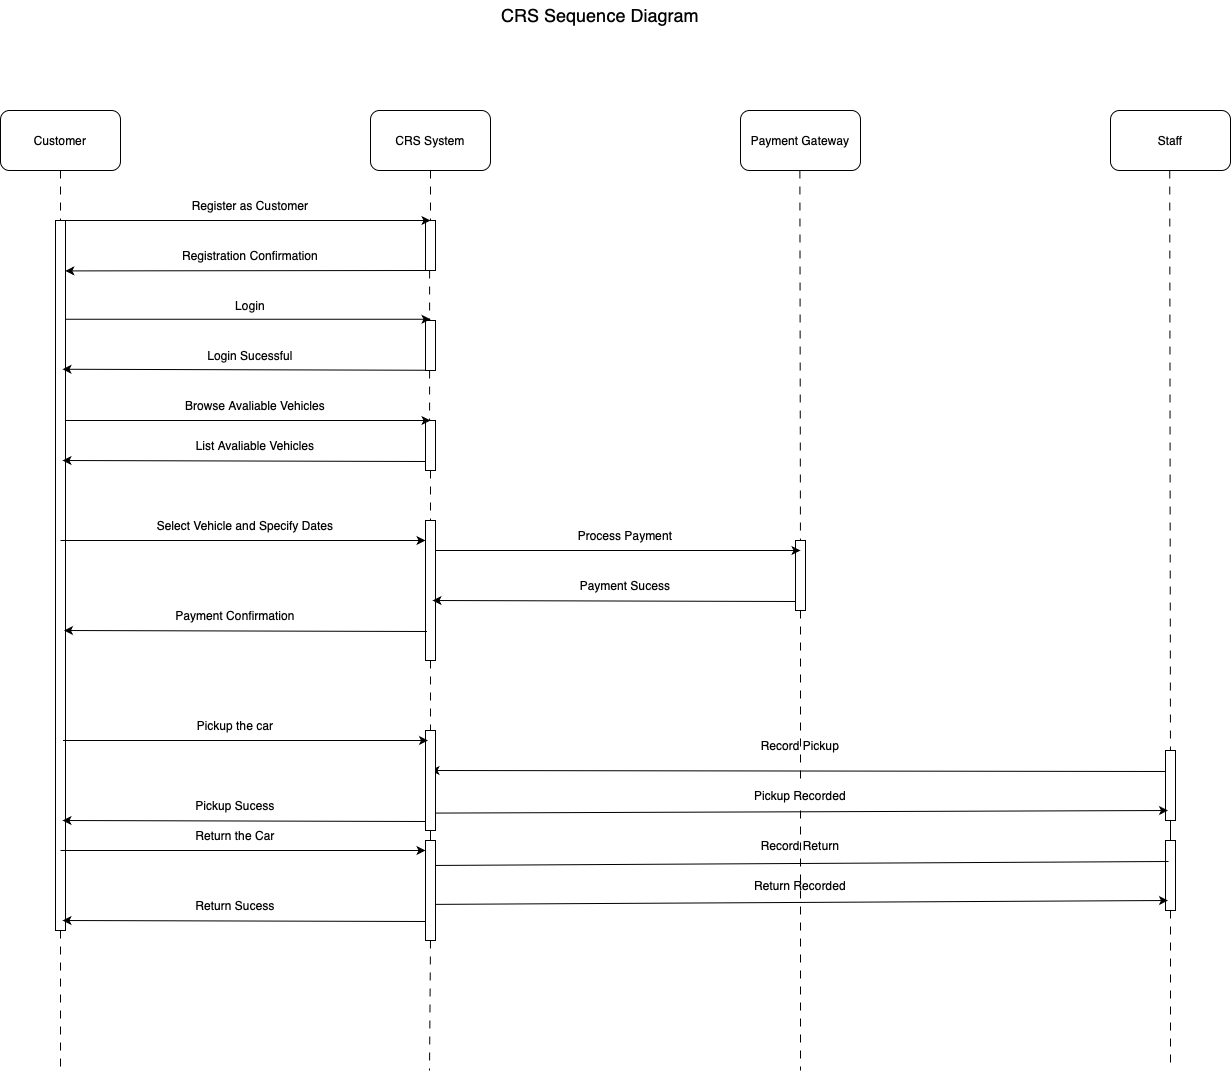 CRS Sequence Diagram
Customer
CRS System
Payment Gateway
Staff
Register as Customer
Registration Confirmation
Login
Login Sucessful
Browse Avaliable Vehicles
List Avaliable Vehicles
Select Vehicle and Specify Dates
Process Payment
Payment Sucess
Payment Confirmation
Pickup the car
Record Pickup
Pickup Recorded
Pickup Sucess
Return the Car
Record Return
Return Recorded
Return Sucess